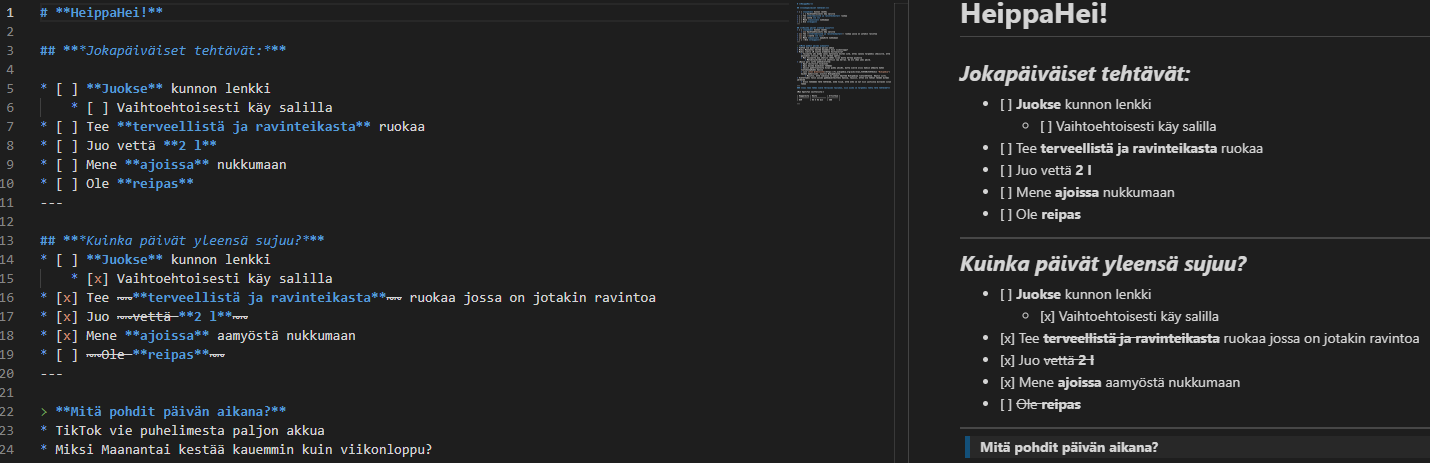 1 # **HeippaHei!**
2
3 ## ***Jokapäiväiset tehtävät:***
4
5 * [ ] **Juokse** kunnon lenkki
6     * [ ] Vaihtoehtoisesti käy salilla
7 * [ ] Tee **terveellistä ja ravinteikasta** ruokaa
8 * [ ] Juo vettä **2 l**
9 * [ ] Mene **ajoissa** nukkumaan
10 * [ ] Ole **reipas**
11 ---
12
13 ## ***Kuinka päivät yleensä sujuu?***
14 * [ ] **Juokse** kunnon lenkki
15     * [x] Vaihtoehtoisesti käy salilla
16 * [x] Tee ~~**terveellistä ja ravinteikasta**~~ ruokaa jossa on jotakin ravintoa
17 * [x] Juo ~~vettä **2 l**~~
18 * [x] Mene **ajoissa** aamyöstä nukkumaan
19 * [ ] ~~Ole **reipas**~~
20 ---
21
22 > **Mitä pohdit päivän aikana?**
23 * TikTok vie puhelimesta paljon akkua
24 * Miksi Maanantai kestää kauemmin kuin viikonloppu?
HeippaHei!
Jokapäiväiset tehtävät:
• [ ] Juokse kunnon lenkki
○ [ ] Vaihtoehtoisesti käy salilla
• [ ] Tee terveellistä ja ravinteikasta ruokaa
• [ ] Juo vettä 2 l
• [ ] Mene ajoissa nukkumaan
• [ ] Ole reipas
Kuinka päivät yleensä sujuu?
• [ ] Juokse kunnon lenkki
○ [x] Vaihtoehtoisesti käy salilla
• [x] Tee terveellistä ja ravinteikasta ruokaa jossa on jotakin ravintoa
• [x] Juo vettä 2 l
• [x] Mene ajoissa aamyöstä nukkumaan
• [ ] Ole reipas
Mitä pohdit päivän aikana?